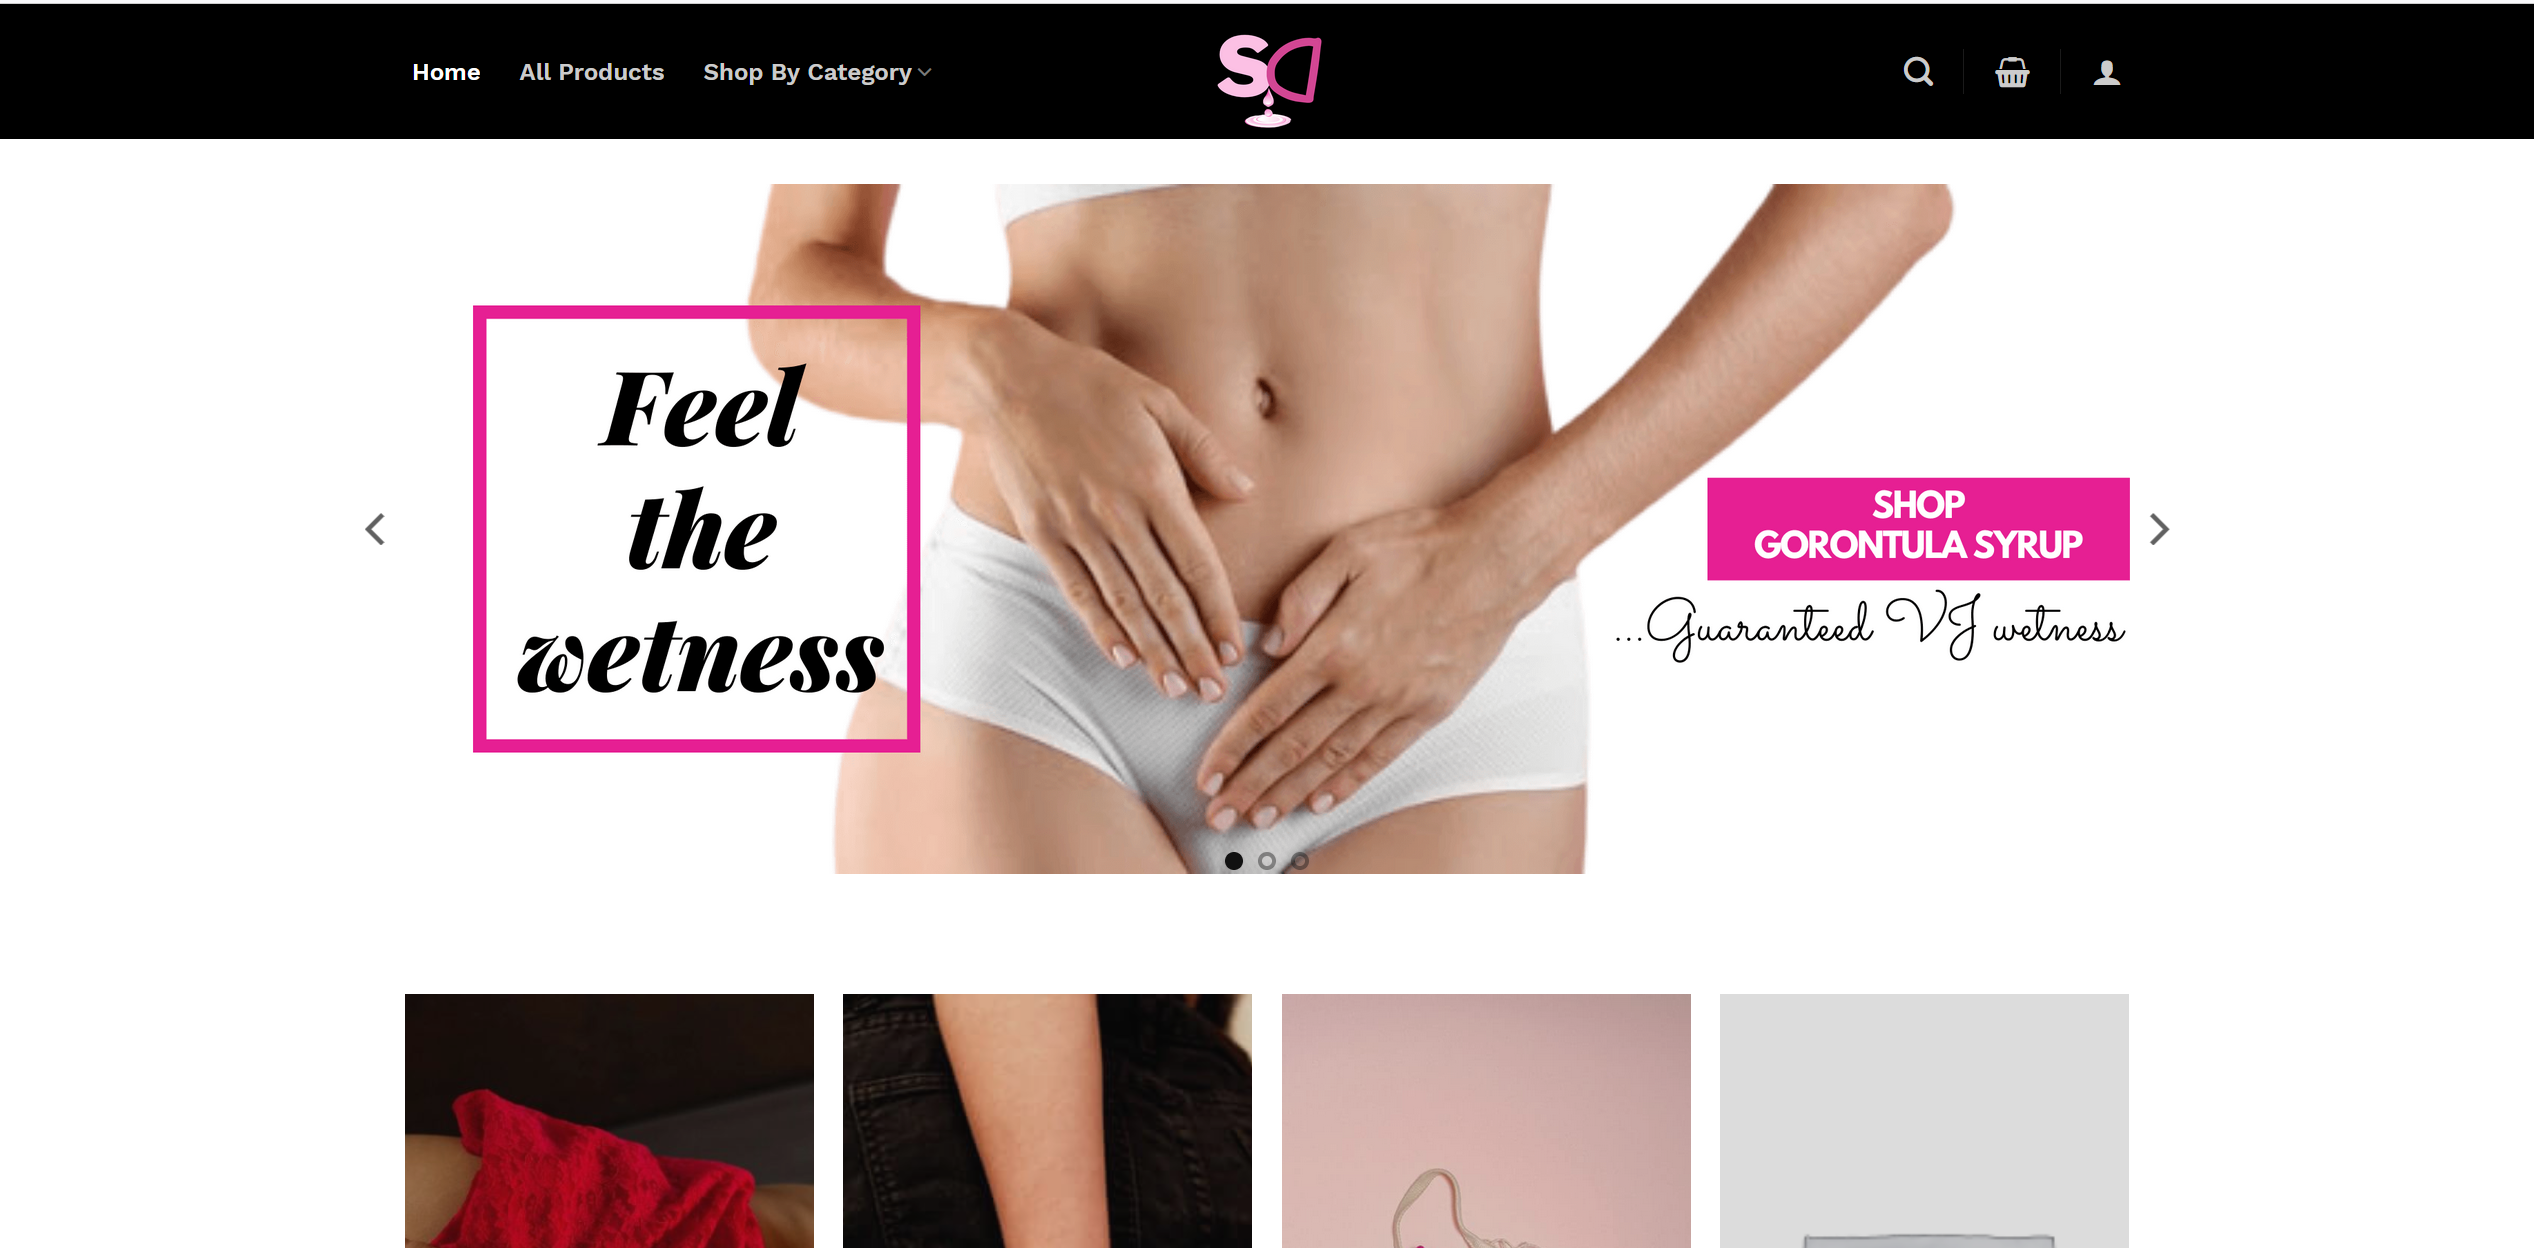 Home
All Products
Shop By Category
SD
Feel
the
wetness
SHOP
GORONTULA SYRUP
...Guaranteed VJ wetness